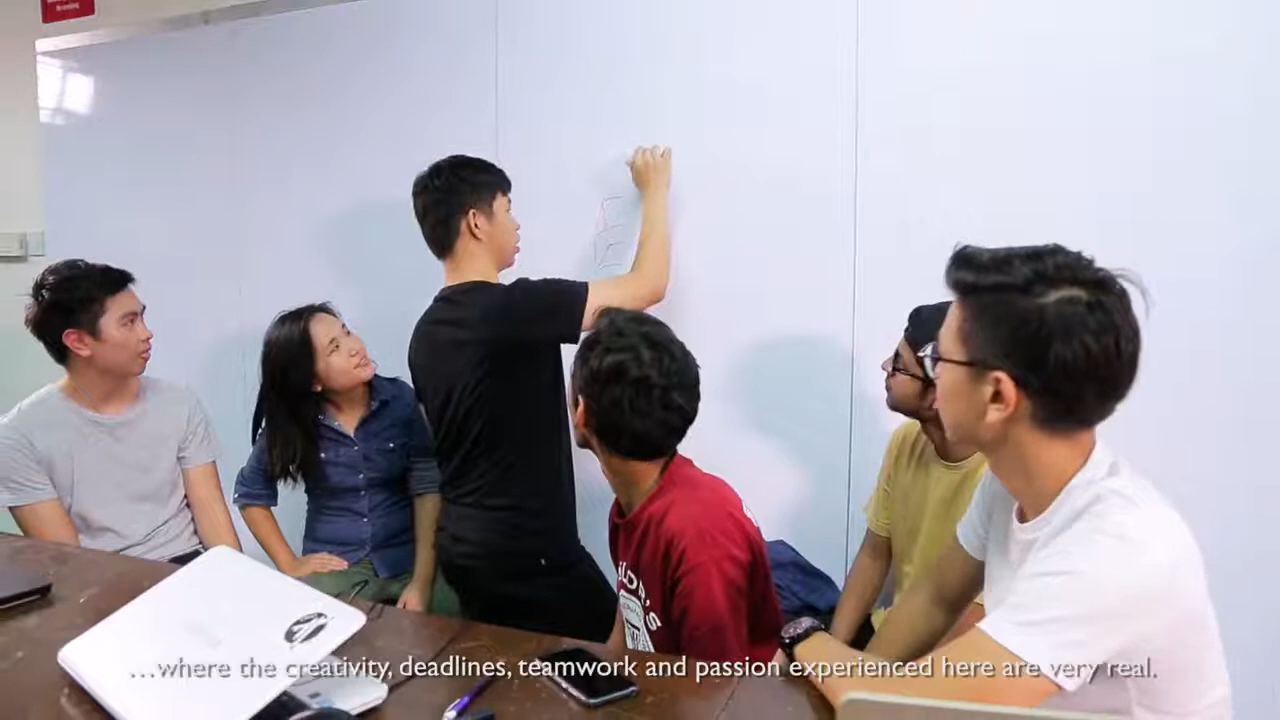 …where the creativity, deadlines, teamwork and passion experienced here are very real.